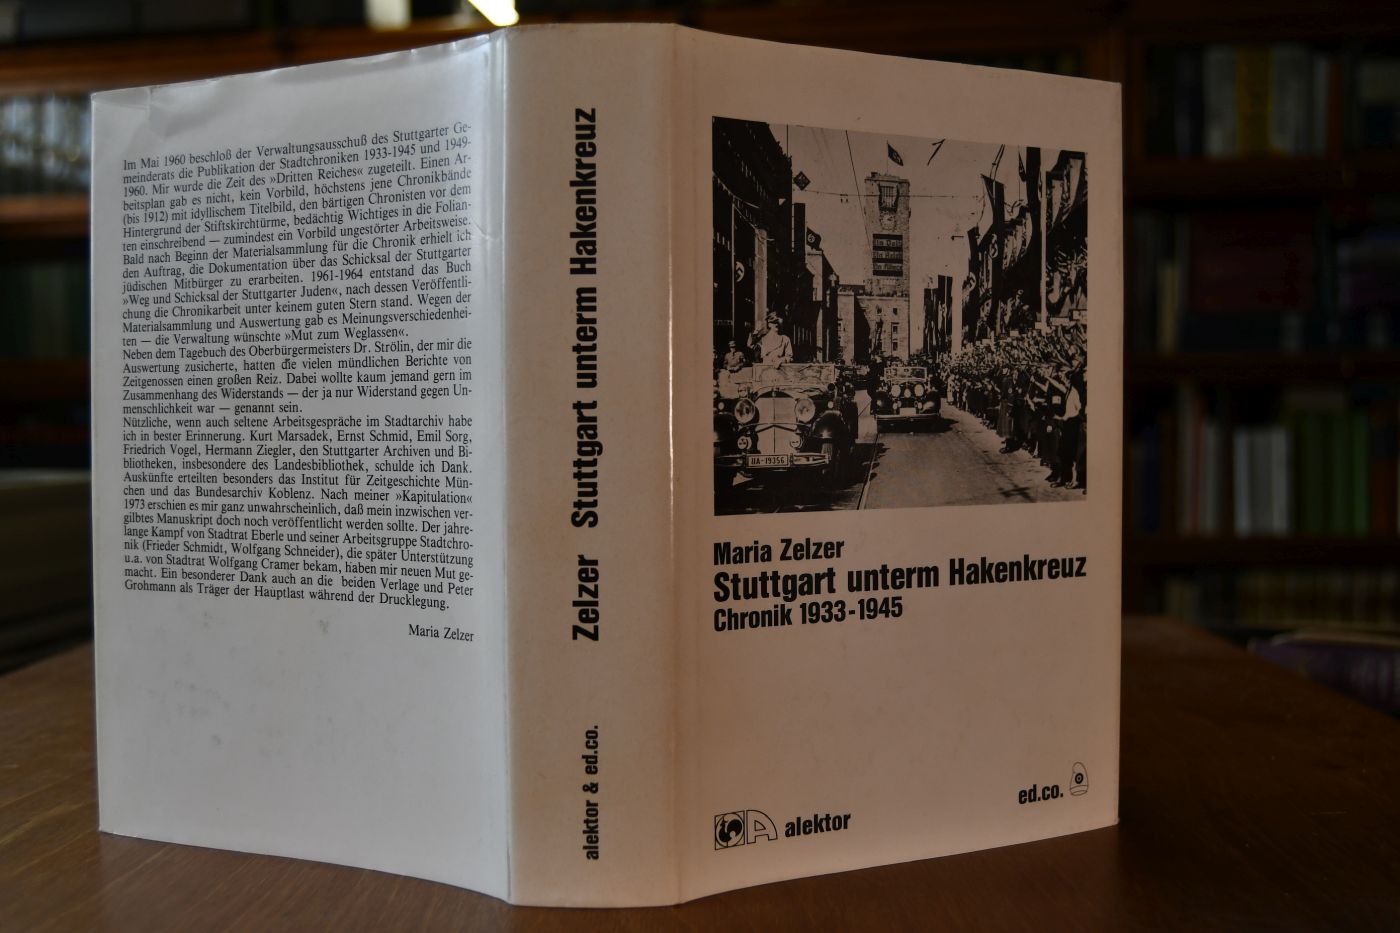 Im Mai 1960 beschloß der Verwaltungsausschuß des Stuttgarter Ge-
meinderats die Publikation der Stadtchroniken 1933-1945 und 1949-
1960. Mir wurde die Zeit des »Dritten Reiches« zugeteilt. Einen Ar-
beitsplan gab es nicht, kein Vorbild, höchstens jene Chronikbände
(bis 1912) mit idyllischem Titelbild, den bärtigen Chronisten vor dem
Hintergrund der Stiftskirchtürme, bedächtig Wichtiges in die Folian-
ten einschreibend — zumindest ein Vorbild ungestörter Arbeitsweise.
Bald nach Beginn der Materialsammlung für die Chronik erhielt ich
den Auftrag, die Dokumentation über das Schicksal der Stuttgarter
jüdischen Mitbürger zu erarbeiten. 1961-1964 entstand das Buch
»Weg und Schicksal der Stuttgarter Juden«, nach dessen Veröffentli-
chung die Chronikarbeit unter keinem guten Stern stand. Wegen der
Materialsammlung und Auswertung gab es Meinungsverschiedenhei-
ten — die Verwaltung wünschte »Mut zum Weglassen«.
Neben dem Tagebuch des Oberbürgermeisters Dr. Strölin, der mir die
Auswertung zusicherte, hatten die vielen mündlichen Berichte von
Zeitgenossen einen großen Reiz. Dabei wollte kaum jemand gern im
Zusammenhang des Widerstands — der ja nur Widerstand gegen Un-
menschlichkeit war — genannt sein.
Nützliche, wenn auch seltene Arbeitsgespräche im Stadtarchiv habe
ich in bester Erinnerung. Kurt Marsadek, Ernst Schmid, Emil Sorg,
Friedrich Vogel, Hermann Ziegler, den Stuttgarter Archiven und Bi-
bliotheken, insbesondere des Landesbibliothek, schulde ich Dank.
Auskünfte erteilten besonders das Institut für Zeitgeschichte Mün-
chen und das Bundesarchiv Koblenz. Nach meiner »Kapitulation«
1973 erschien es mir ganz unwahrscheinlich, daß mein inzwischen ver-
gilbtes Manuskript doch noch veröffentlicht werden sollte. Der jahre-
lange Kampf von Stadtrat Eberle und seiner Arbeitsgruppe Stadtchro-
nik (Frieder Schmidt, Wolfgang Schneider), die später Unterstützung
u.a. von Stadtrat Wolfgang Cramer bekam, haben mir neuen Mut ge-
macht. Ein besonderer Dank auch an die beiden Verlage und Peter
Grohmann als Träger der Hauptlast während der Drucklegung.
Maria Zelzer
Zelzer Stuttgart unterm Hakenkreuz
alektor & ed.co.
IIA-19356
Maria Zelzer
Stuttgart unterm Hakenkreuz
Chronik 1933-1945
ed.co.
alektor